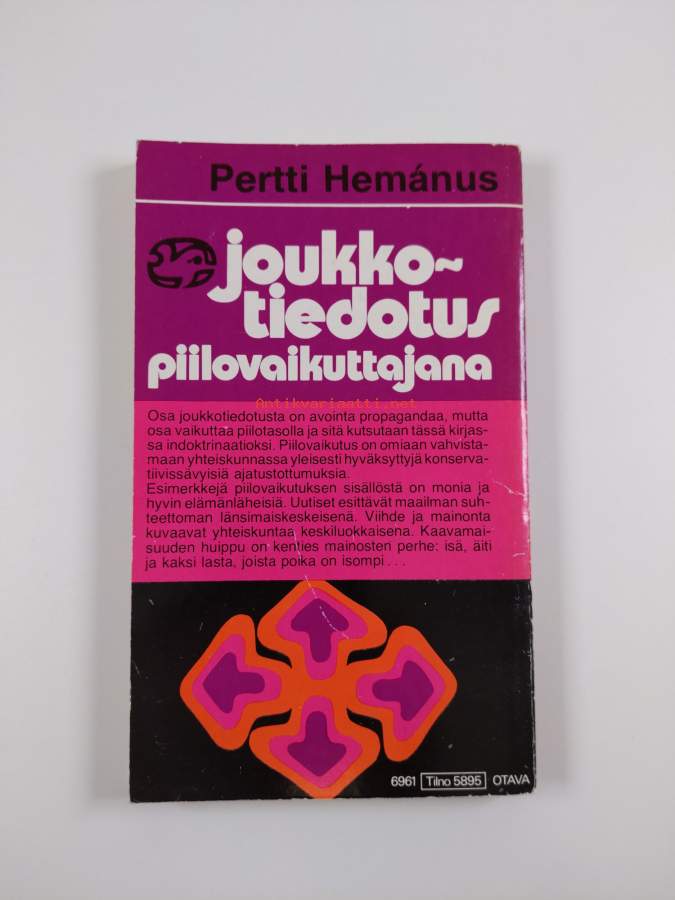 Pertti Hemánus
joukko~
tiedotus
piilovaikuttajana
Antikvariaatti.net
Osa joukkotiedotusta on avointa propagandaa, mutta
osa vaikuttaa piilotasolla ja sitä kutsutaan tässä kirjas-
sa indoktrinaatioksi. Piilovaikutus on omiaan vahvista-
maan yhteiskunnassa yleisesti hyväksyttyjä konserva-
tiivissävyisiä ajatustottumuksia.
Esimerkkejä piilovaikutuksen sisällöstä on monia ja
hyvin elämänläheisiä. Uutiset esittävät maailman suh-
teettoman länsimaiskeskeisenä. Viihde ja mainonta
kuvaavat yhteiskuntaa keskiluokkaisena. Kaavamai-
suuden huippu on kenties mainosten perhe: isä, äiti
ja kaksi lasta, joista poika on isompi...
6961 Tilno 5895 OTAVA